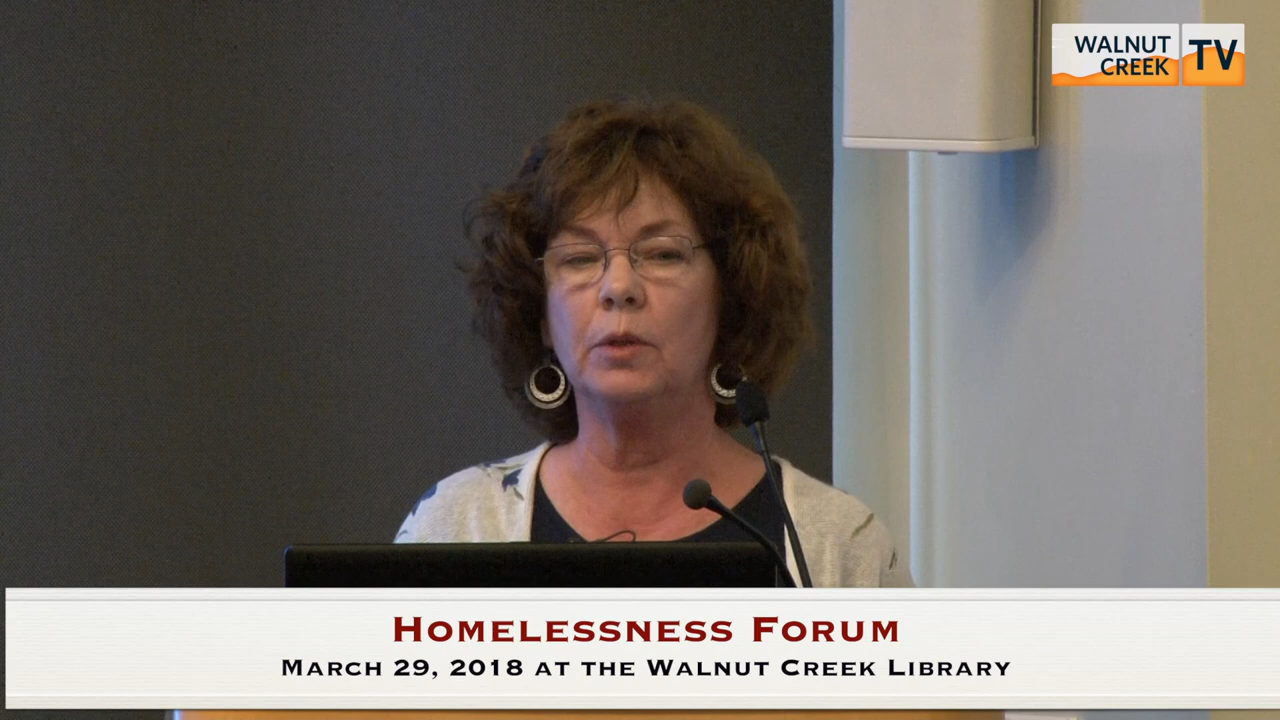 WALNUT
CREEK
TV
HOMELESSNESS FORUM
MARCH 29, 2018 AT THE WALNUT CREEK LIBRARY